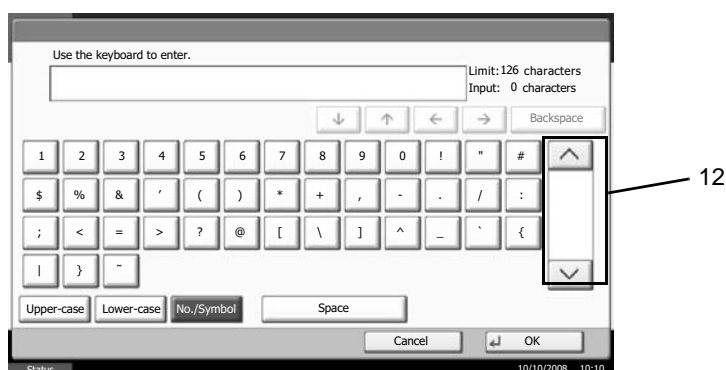 Use the keyboard to enter.
Limit: 126 characters
Input: 0 characters
↓ ↑ ← → Backspace
1 2 3 4 5 6 7 8 9 0 ! " #
12
$ % & ' ( ) * + , - . / :
; < = > ? @ [ \ ] ^ _ ` {
| } ~
Upper-case Lower-case No./Symbol Space
Cancel OK
Status 10/10/2008 10:10